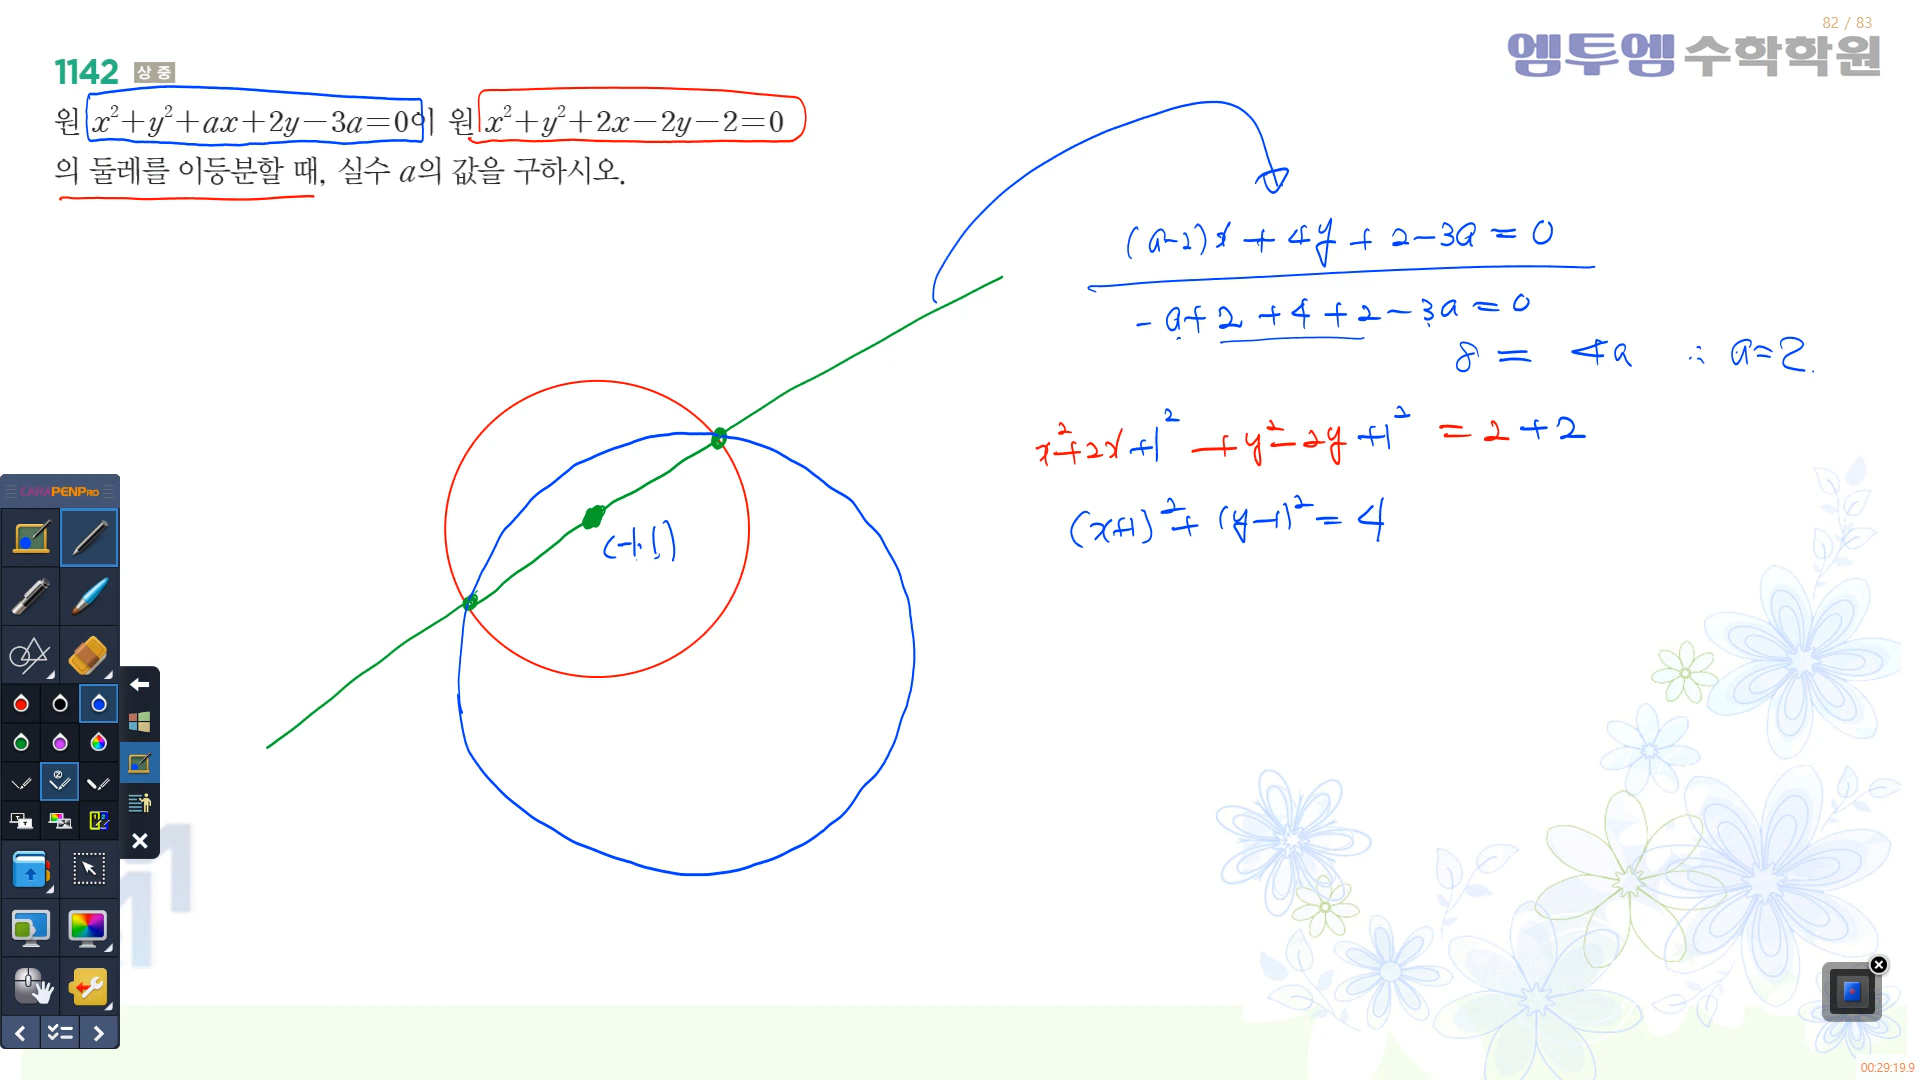 82 / 83
엠투엠 수학학원
1142 상 중
원 x²+y²+ax+2y−3a=0이 원 x²+y²+2x−2y−2=0
의 둘레를 이등분할 때, 실수 a의 값을 구하시오.
(a-2)x + 4y + 2-3a = 0
-a+2+4+2-3a=0
8 = 4a ∴ a=2.
x²+2x+1²+y²-2y+1² = 2+2
(x+1)²+(y-1)²=4
(-1,1)
CARAPENPRO
00:29:19.9